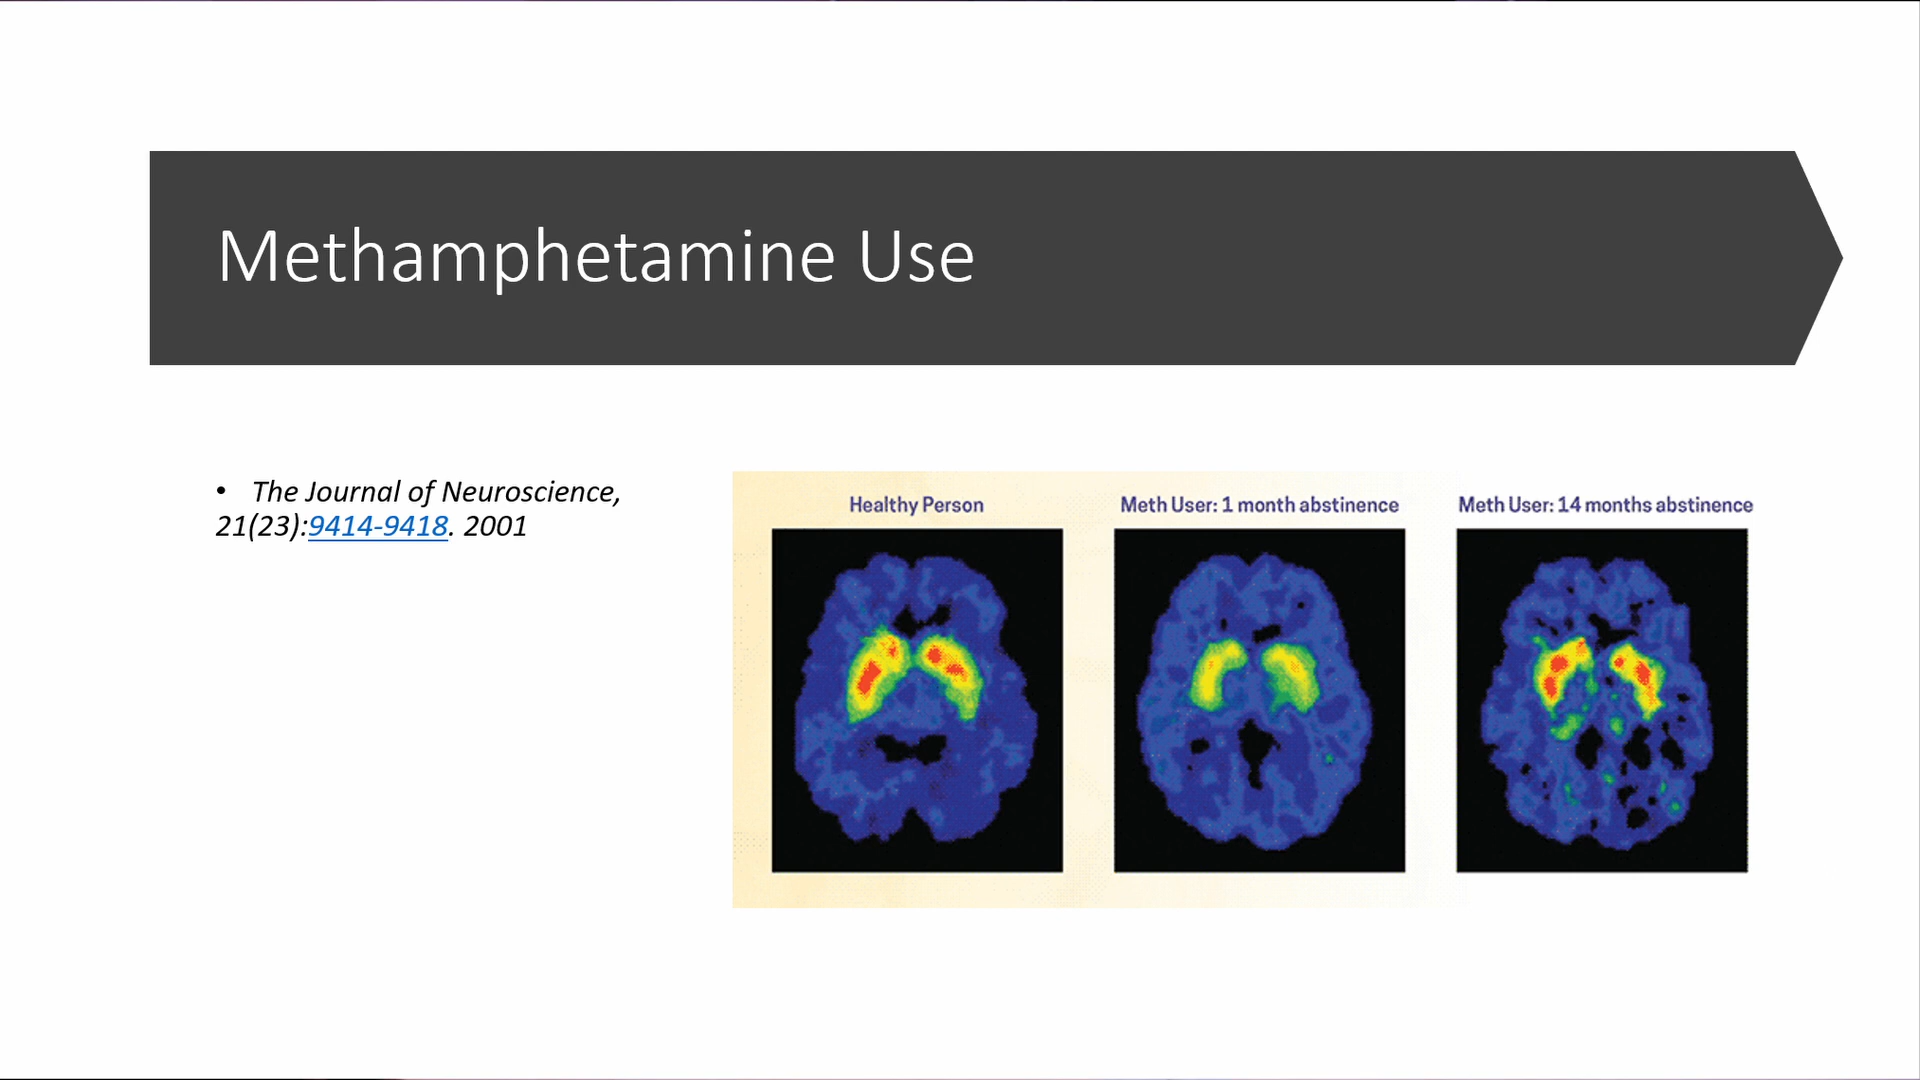 Methamphetamine Use
• The Journal of Neuroscience,
21(23):9414-9418. 2001
Healthy Person
Meth User: 1 month abstinence
Meth User: 14 months abstinence